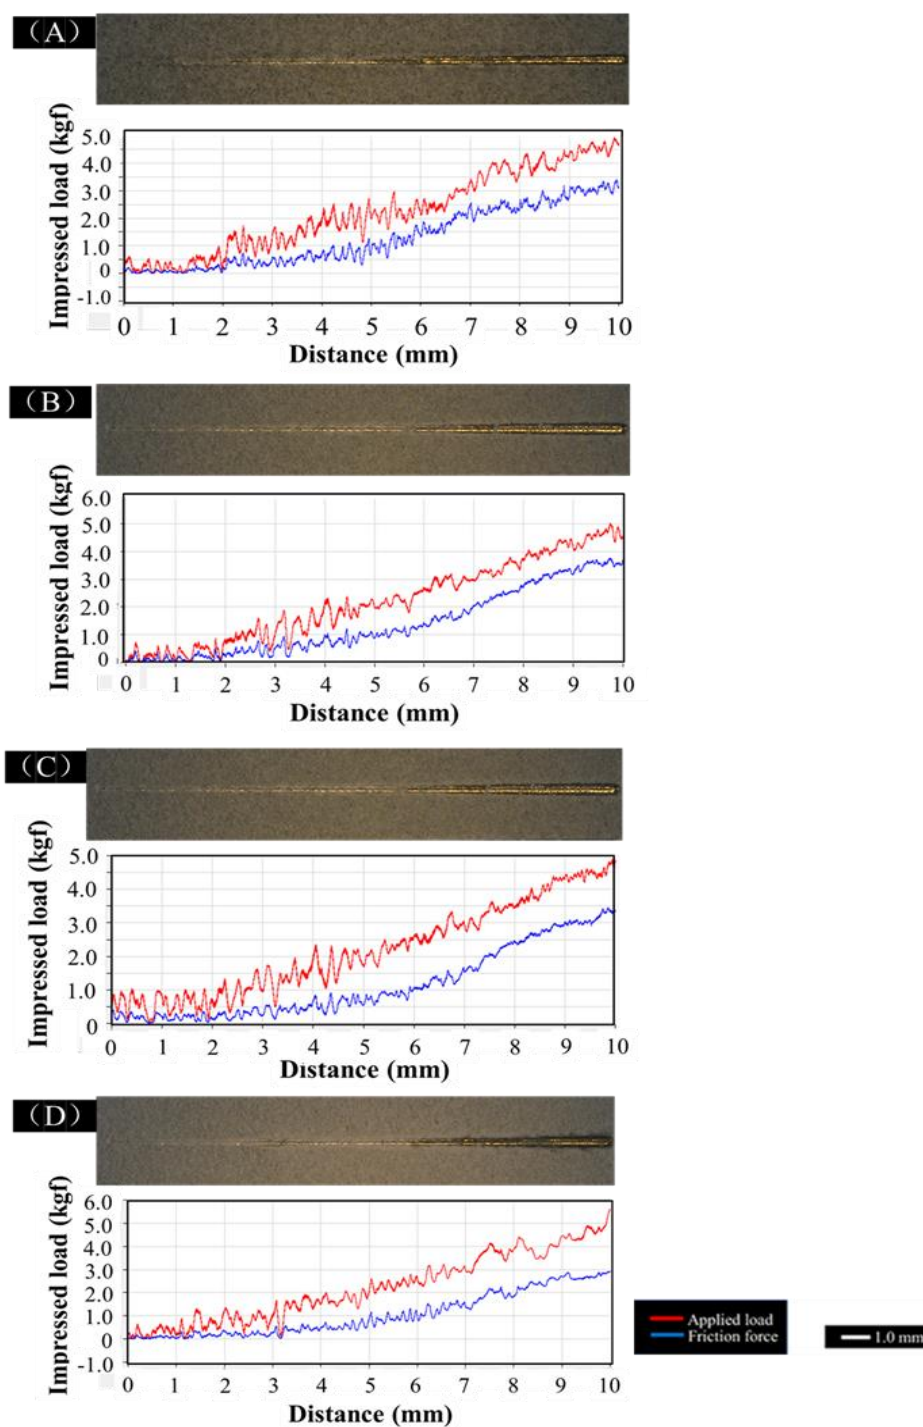 （A）
Impressed load (kgf)
5.0
4.0
3.0
2.0
1.0
0
-1.0
0 1 2 3 4 5 6 7 8 9 10
Distance (mm)
（B）
Impressed load (kgf)
6.0
5.0
4.0
3.0
2.0
1.0
0
0 1 2 3 4 5 6 7 8 9 10
Distance (mm)
（C）
Impressed load (kgf)
5.0
3.0
2.0
1.0
0
0 1 2 3 4 5 6 7 8 9 10
Distance (mm)
（D）
Impressed load (kgf)
6.0
5.0
4.0
3.0
2.0
1.0
0
-1.0
0 1 2 3 4 5 6 7 8 9 10
Distance (mm)
Applied load
Friction force
1.0 mm